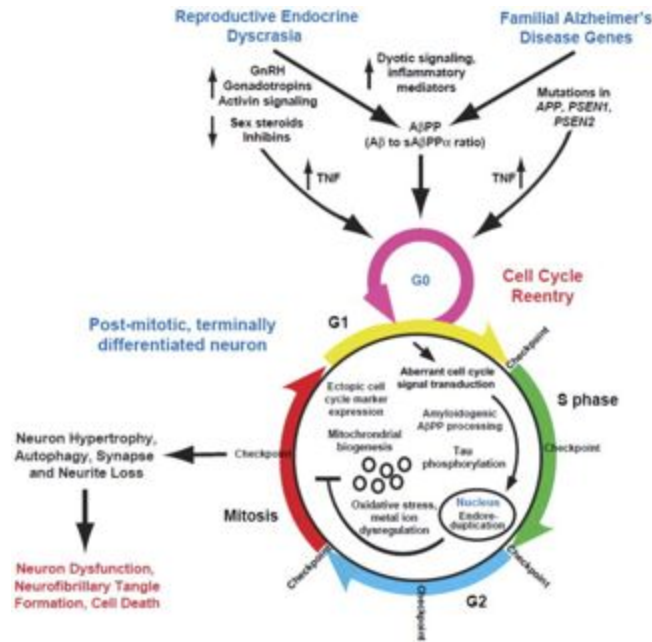 Reproductive Endocrine
Dyscrasia
Familial Alzheimer's
Disease Genes
GnRH
Gonadotropins
Activin signaling
Sex steroids
Inhibins
Dyotic signaling,
inflammatory
mediators
Mutations in
APP, PSEN1,
PSEN2
AβPP
(Aβ to sAβPPα ratio)
TNF
TNF
G0
Cell Cycle
Reentry
Post-mitotic, terminally
differentiated neuron
G1
Checkpoint
Aberrant cell cycle
signal transduction
Ectopic cell
cycle marker
expression
S phase
Amyloidogenic
AβPP processing
Neuron Hypertrophy,
Autophagy, Synapse
and Neurite Loss
Checkpoint
Mitochrondrial
biogenesis
Checkpoint
Tau
phosphorylation
Mitosis
Oxidative stress,
metal ion
dysregulation
Nucleus
Endore-
duplication
Checkpoint
Checkpoint
Neuron Dysfunction,
Neurofibrillary Tangle
Formation, Cell Death
G2
Checkpoint